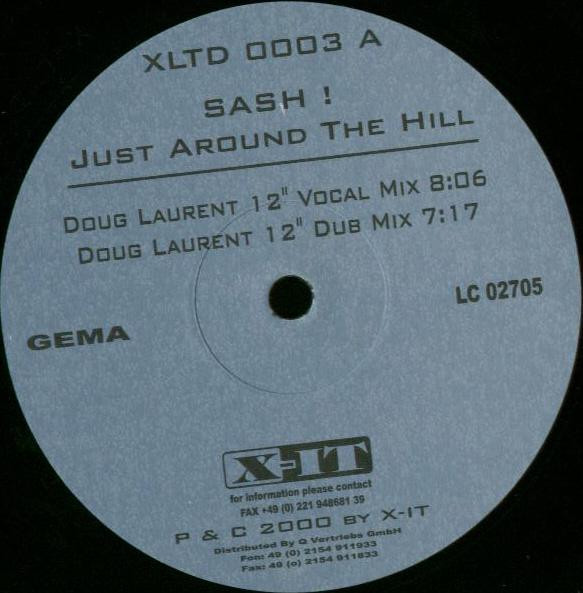 XLTD 0003 A
SASH !
JUST AROUND THE HILL
DOUG LAURENT 12" VOCAL MIX 8:06
DOUG LAURENT 12" DUB MIX 7:17
LC 02705
GEMA
X-IT
for information please contact
FAX +49 (0) 221 948681 39
P & C 2000 BY X-IT
Distributed By Q Vertriebs GmbH
Fon: 49 (0) 2154 911933
Fax: 49 (o) 2154 911833